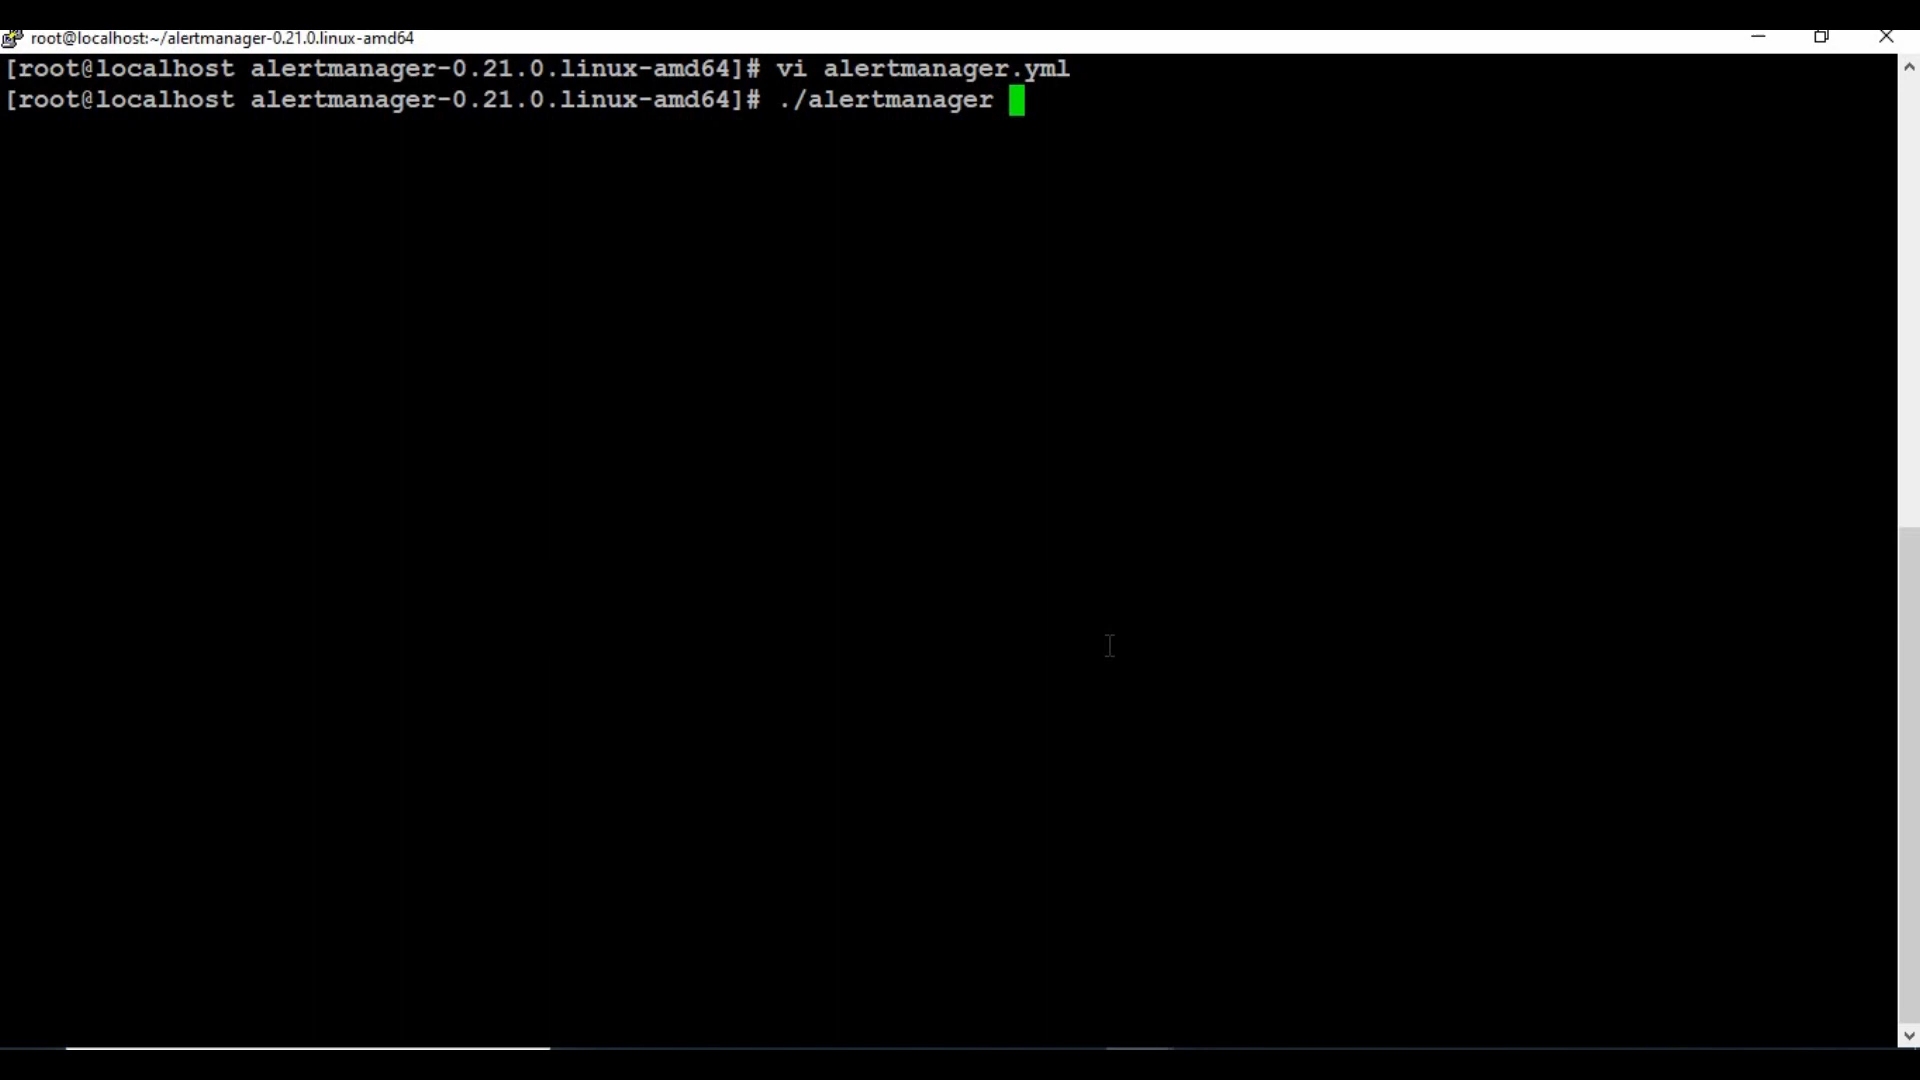 root@localhost:~/alertmanager-0.21.0.linux-amd64
[root@localhost alertmanager-0.21.0.linux-amd64]# vi alertmanager.yml
[root@localhost alertmanager-0.21.0.linux-amd64]# ./alertmanager